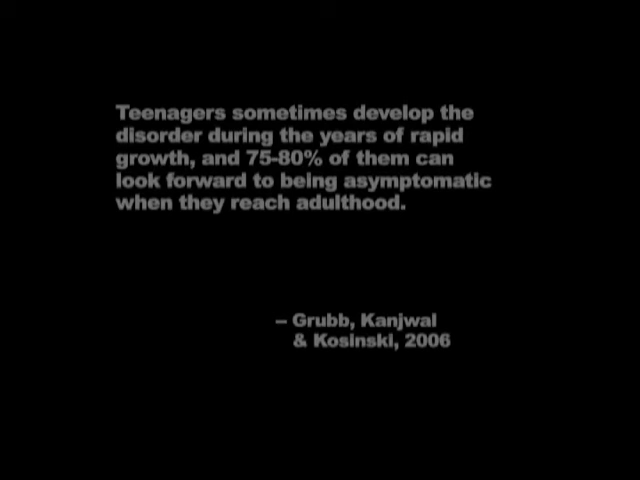 Teenagers sometimes develop the
disorder during the years of rapid
growth, and 75-80% of them can
look forward to being asymptomatic
when they reach adulthood.
– Grubb, Kanjwal
& Kosinski, 2006